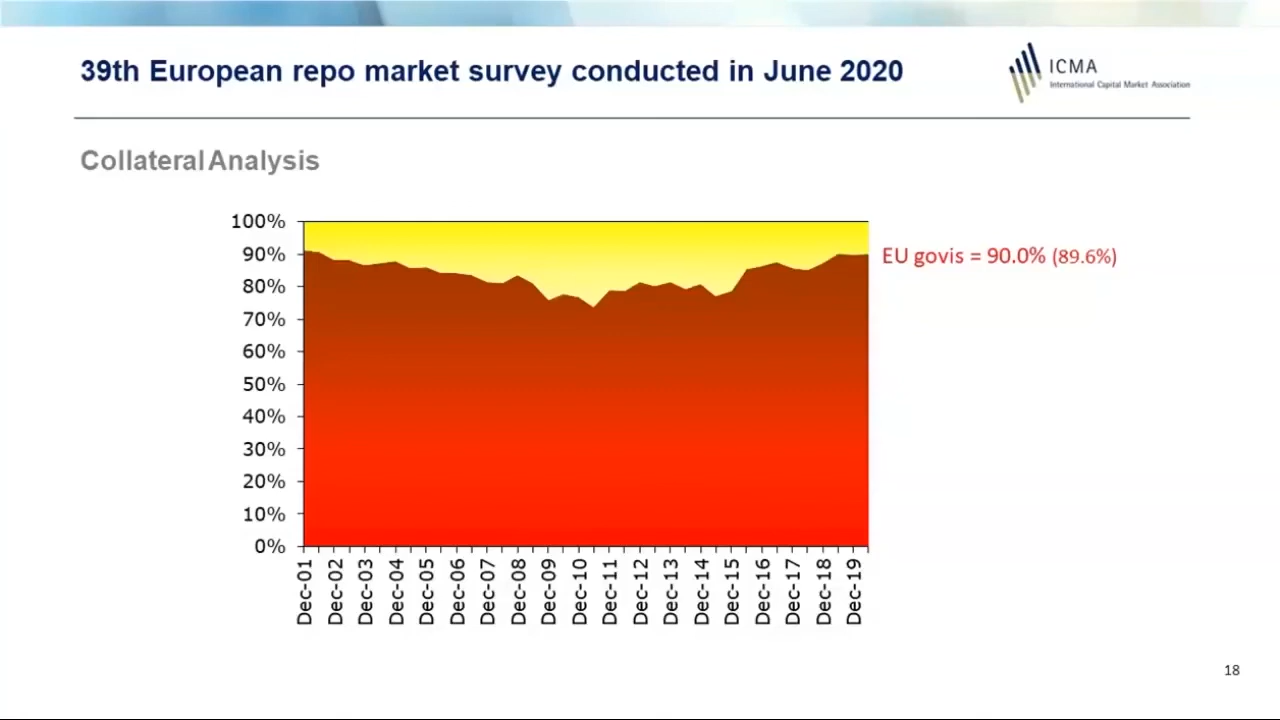 39th European repo market survey conducted in June 2020
ICMA
International Capital Market Association
Collateral Analysis
100%
90%
80%
70%
60%
50%
40%
30%
20%
10%
0%
EU govis = 90.0% (89.6%)
Dec-01
Dec-02
Dec-03
Dec-04
Dec-05
Dec-06
Dec-07
Dec-08
Dec-09
Dec-10
Dec-11
Dec-12
Dec-13
Dec-14
Dec-15
Dec-16
Dec-17
Dec-18
Dec-19
18